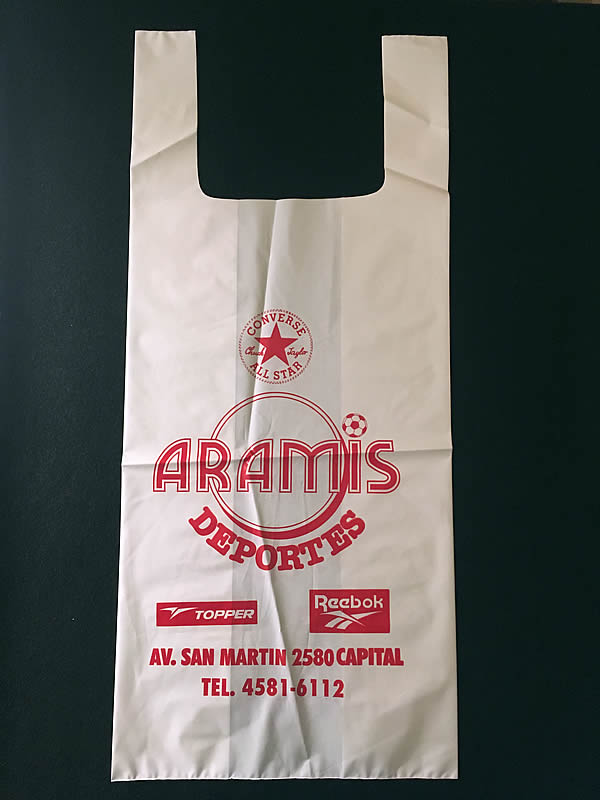 CONVERSE
Chuck Taylor
ALL STAR
ARAMIS
DEPORTES
TOPPER
Reebok
AV. SAN MARTIN 2580 CAPITAL
TEL. 4581-6112